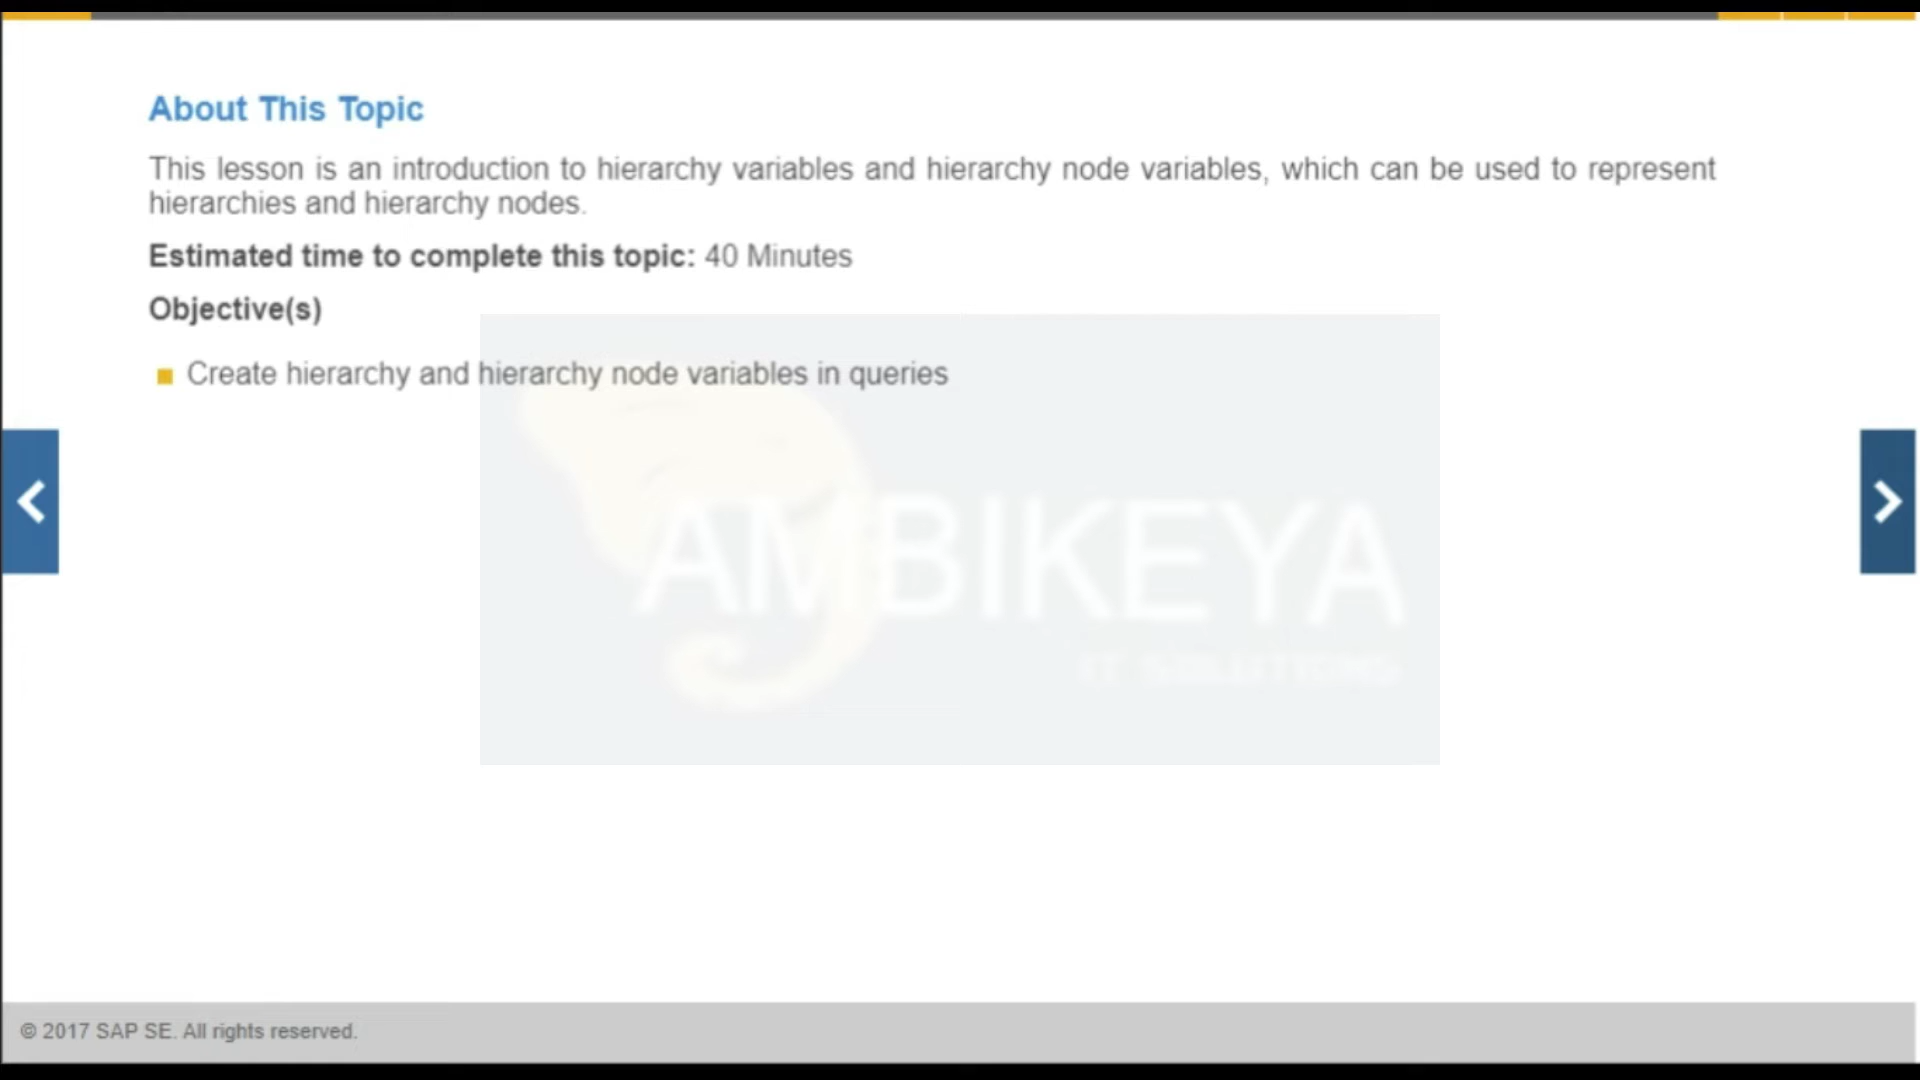 About This Topic
This lesson is an introduction to hierarchy variables and hierarchy node variables, which can be used to represent
hierarchies and hierarchy nodes.
Estimated time to complete this topic: 40 Minutes
Objective(s)
Create hierarchy and hierarchy node variables in queries
AMBIKEYA
IT SOLUTIONS
© 2017 SAP SE. All rights reserved.